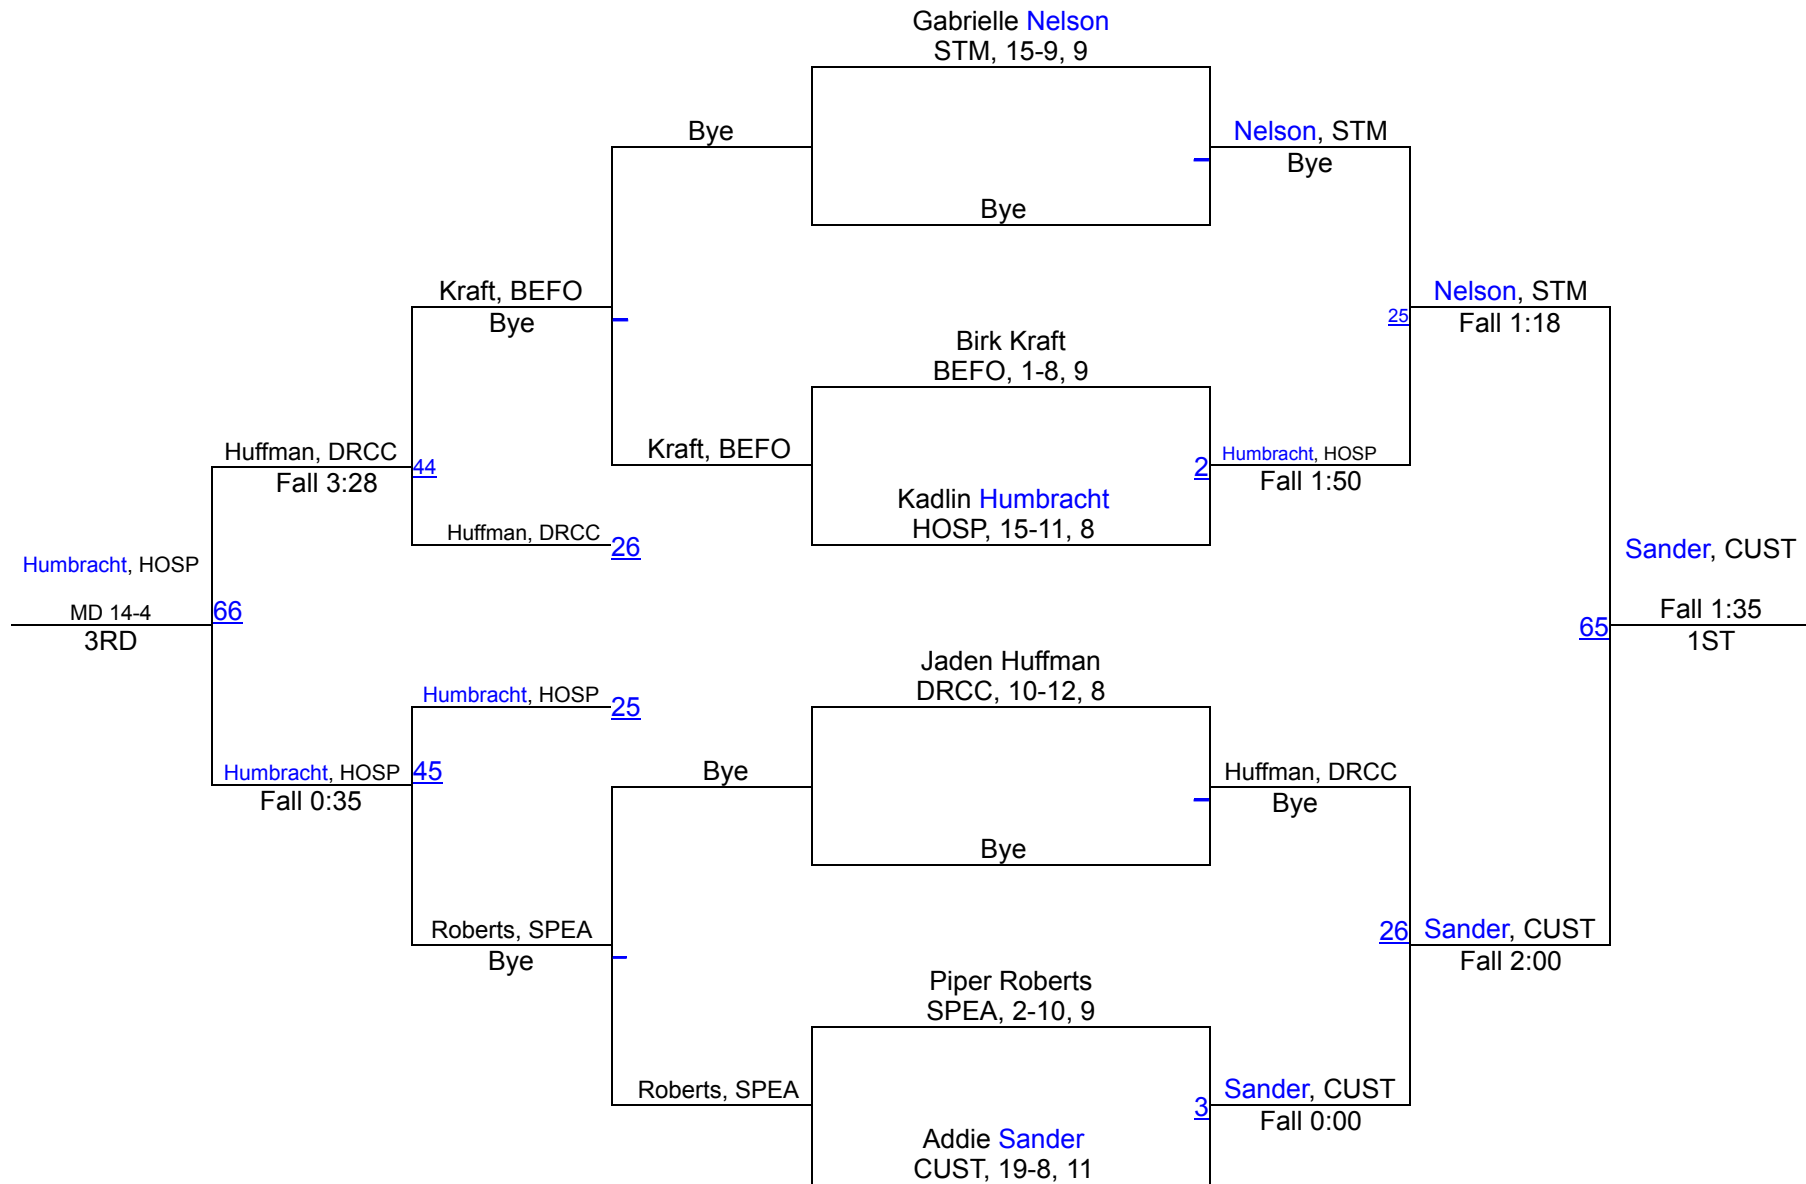 Gabrielle Nelson
STM, 15-9, 9
Bye
Nelson, STM
Bye
Bye
Kraft, BEFO
Bye
Nelson, STM
25
Fall 1:18
Birk Kraft
BEFO, 1-8, 9
Kraft, BEFO
Huffman, DRCC
44
Fall 3:28
2
Humbracht, HOSP
Fall 1:50
Kadlin Humbracht
HOSP, 15-11, 8
Huffman, DRCC
26
Humbracht, HOSP
MD 14-4
66
3RD
Sander, CUST
Fall 1:35
65
1ST
Jaden Huffman
DRCC, 10-12, 8
Humbracht, HOSP
25
Bye
Huffman, DRCC
Bye
Humbracht, HOSP
45
Fall 0:35
Bye
Roberts, SPEA
Bye
26
Sander, CUST
Fall 2:00
Piper Roberts
SPEA, 2-10, 9
Roberts, SPEA
3
Sander, CUST
Fall 0:00
Addie Sander
CUST, 19-8, 11